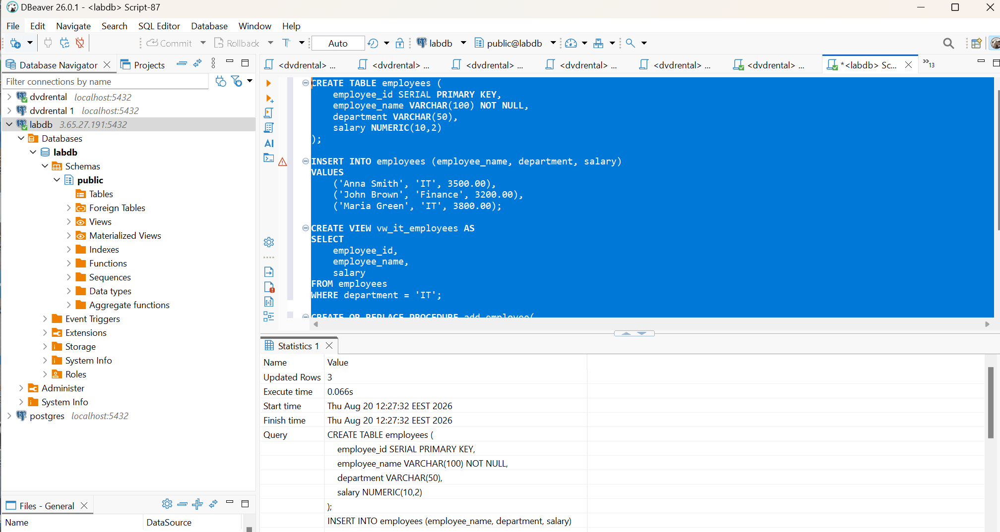 DBeaver 26.0.1 - <labdb> Script-87
File Edit Navigate Search SQL Editor Database Window Help
Commit Rollback Auto labdb public@labdb
Database Navigator Projects
Filter connections by name
dvdrental localhost:5432
dvdrental 1 localhost:5432
labdb 3.65.27.191:5432
Databases
labdb
Schemas
public
Tables
Foreign Tables
Views
Materialized Views
Indexes
Functions
Sequences
Data types
Aggregate functions
Event Triggers
Extensions
Storage
System Info
Roles
Administer
System Info
postgres localhost:5432
Files - General
Name DataSource
<dvdrental> ... <dvdrental> ... <dvdrental> ... <dvdrental> ... <dvdrental> ... <dvdrental> ... *<labdb> Sc... »13
AI
CREATE TABLE employees (
employee_id SERIAL PRIMARY KEY,
employee_name VARCHAR(100) NOT NULL,
department VARCHAR(50),
salary NUMERIC(10,2)
);
INSERT INTO employees (employee_name, department, salary)
VALUES
('Anna Smith', 'IT', 3500.00),
('John Brown', 'Finance', 3200.00),
('Maria Green', 'IT', 3800.00);
CREATE VIEW vw_it_employees AS
SELECT
employee_id,
employee_name,
salary
FROM employees
WHERE department = 'IT';
CREATE OR REPLACE PROCEDURE add_employee(
Statistics 1
Name Value
Updated Rows 3
Execute time 0.066s
Start time Thu Aug 20 12:27:32 EEST 2026
Finish time Thu Aug 20 12:27:32 EEST 2026
Query CREATE TABLE employees (
employee_id SERIAL PRIMARY KEY,
employee_name VARCHAR(100) NOT NULL,
department VARCHAR(50),
salary NUMERIC(10,2)
);
INSERT INTO employees (employee_name, department, salary)